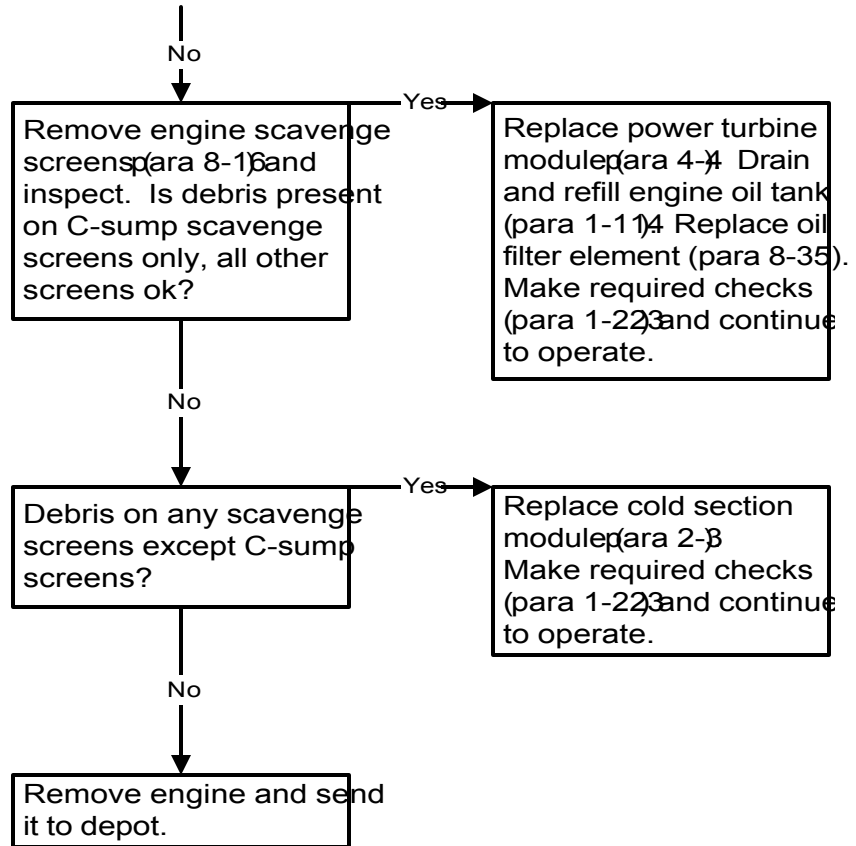 No
Remove engine scavenge
screens (para 8-16) and
inspect. Is debris present
on C-sump scavenge
screens only, all other
screens ok?
Yes
Replace power turbine
module (para 4-4). Drain
and refill engine oil tank
(para 1-114). Replace oil
filter element (para 8-35).
Make required checks
(para 1-223) and continue
to operate.
No
Debris on any scavenge
screens except C-sump
screens?
Yes
Replace cold section
module (para 2-3).
Make required checks
(para 1-223) and continue
to operate.
No
Remove engine and send
it to depot.